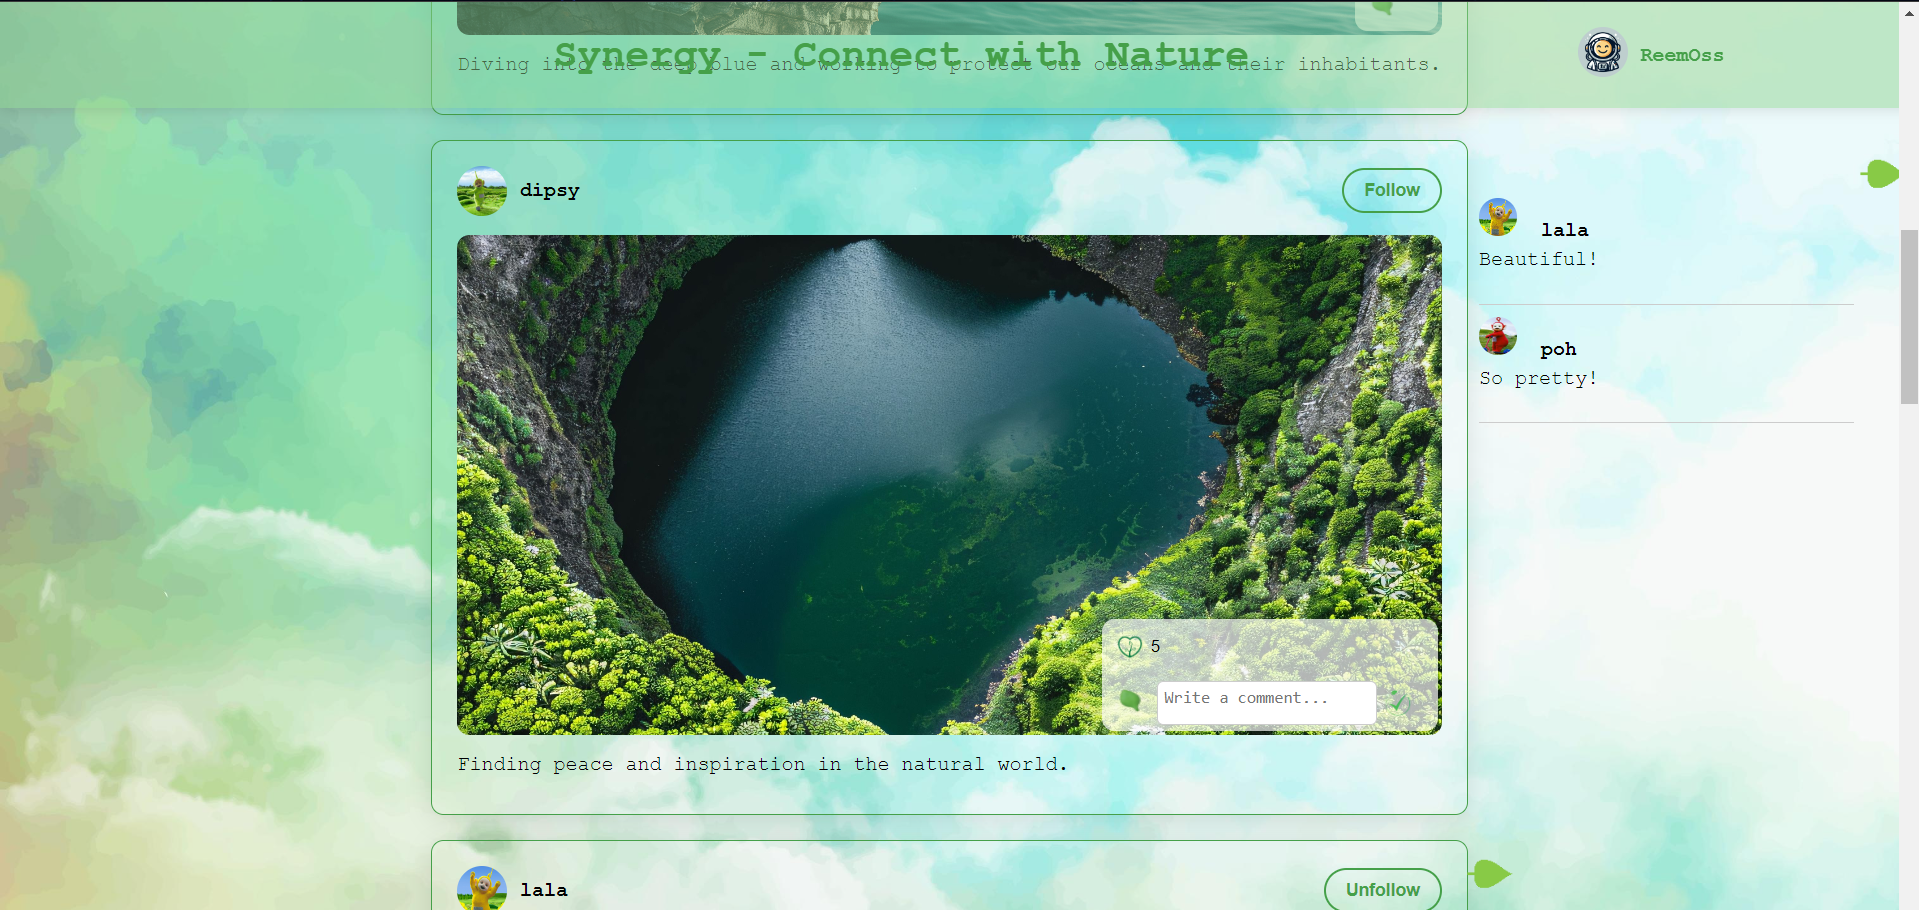 Synergy - Connect with Nature
ReemOss
Diving into the deep blue and working to protect our oceans and their inhabitants.
dipsy
Follow
lala
Beautiful!
poh
So pretty!
5
Write a comment...
Finding peace and inspiration in the natural world.
lala
Unfollow